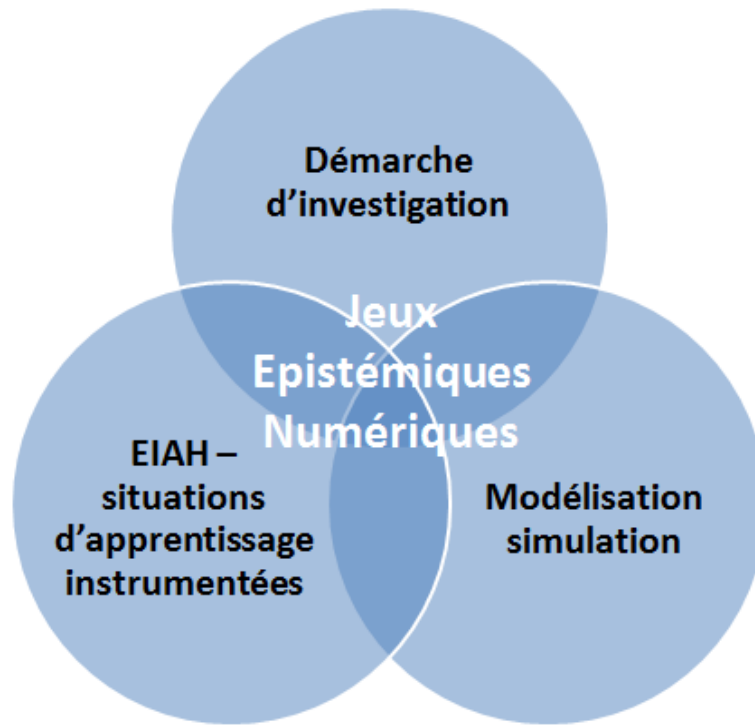 Démarche
d’investigation
Jeux
Epistémiques
Numériques
EIAH –
situations
d’apprentissage
instrumentées
Modélisation
simulation